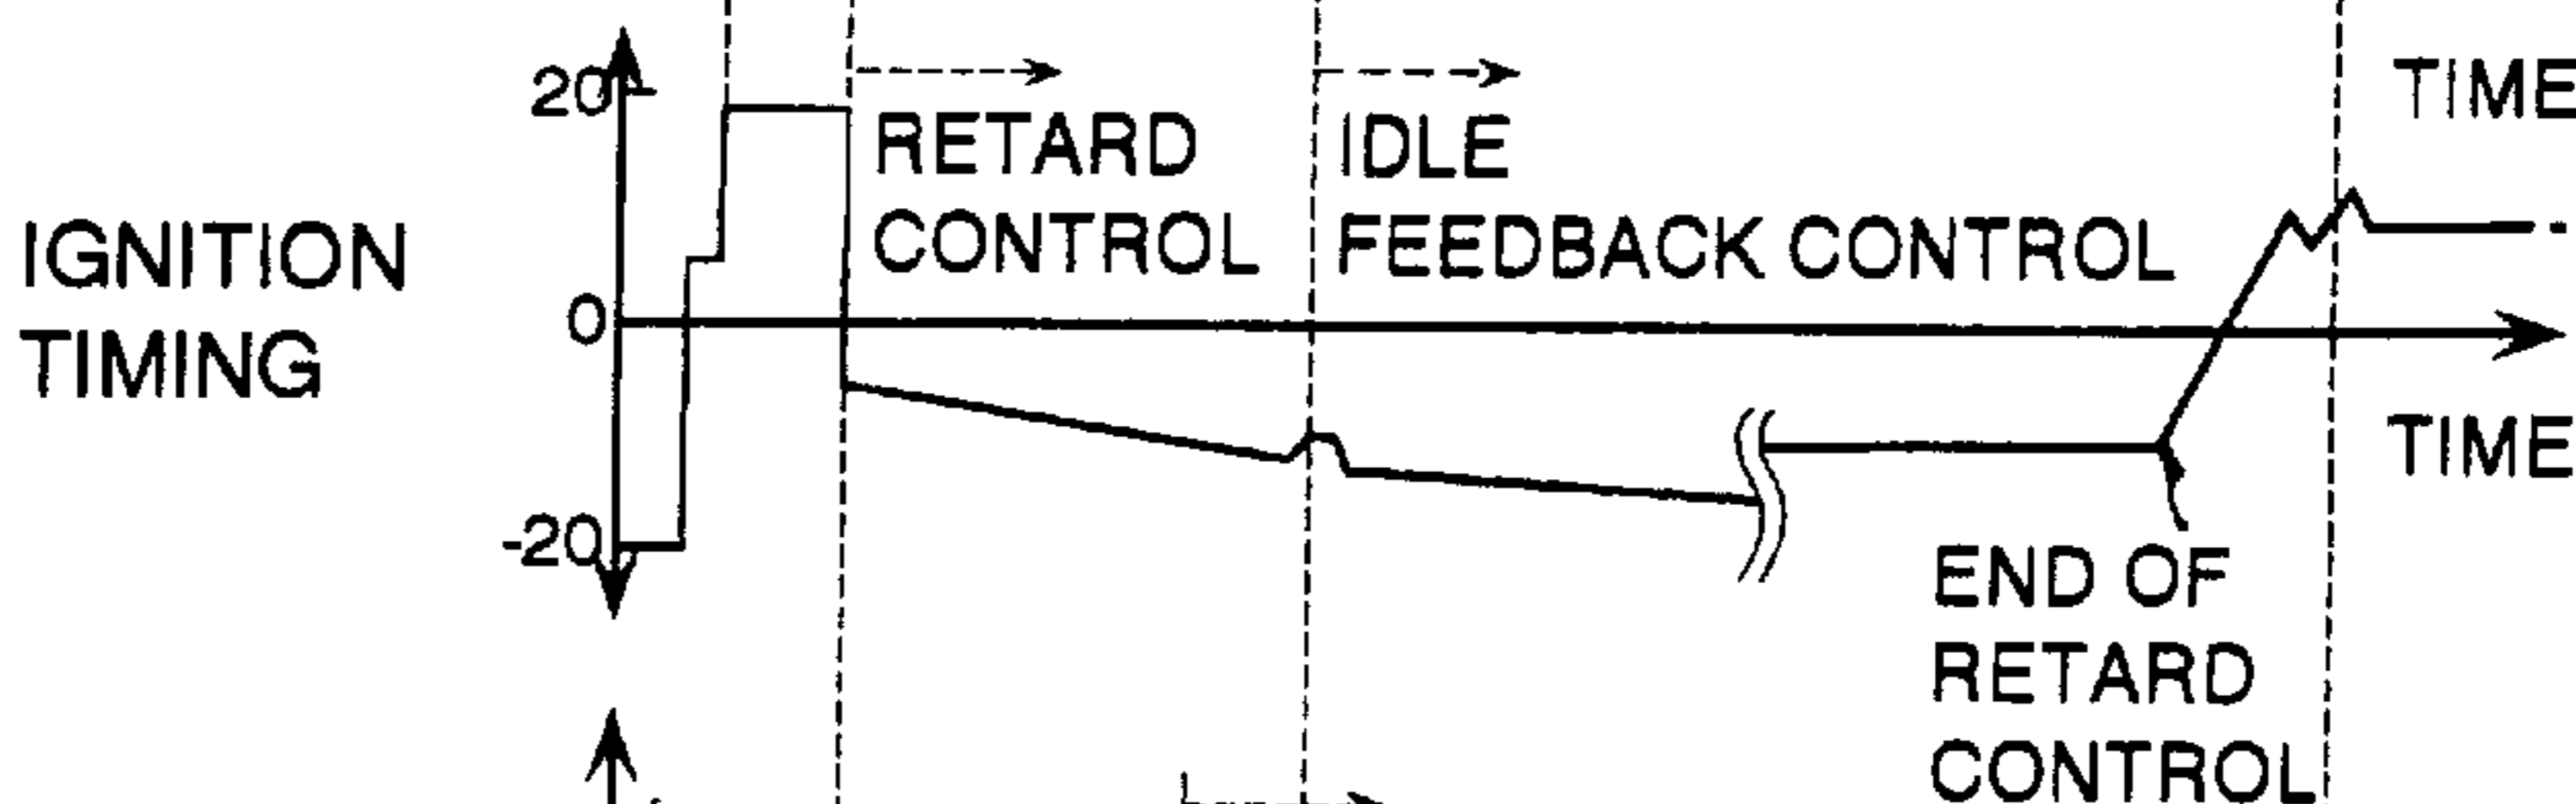 20
TIME
RETARD
CONTROL
IDLE
FEEDBACK CONTROL
IGNITION
TIMING
0
TIME
-20
END OF
RETARD
CONTROL